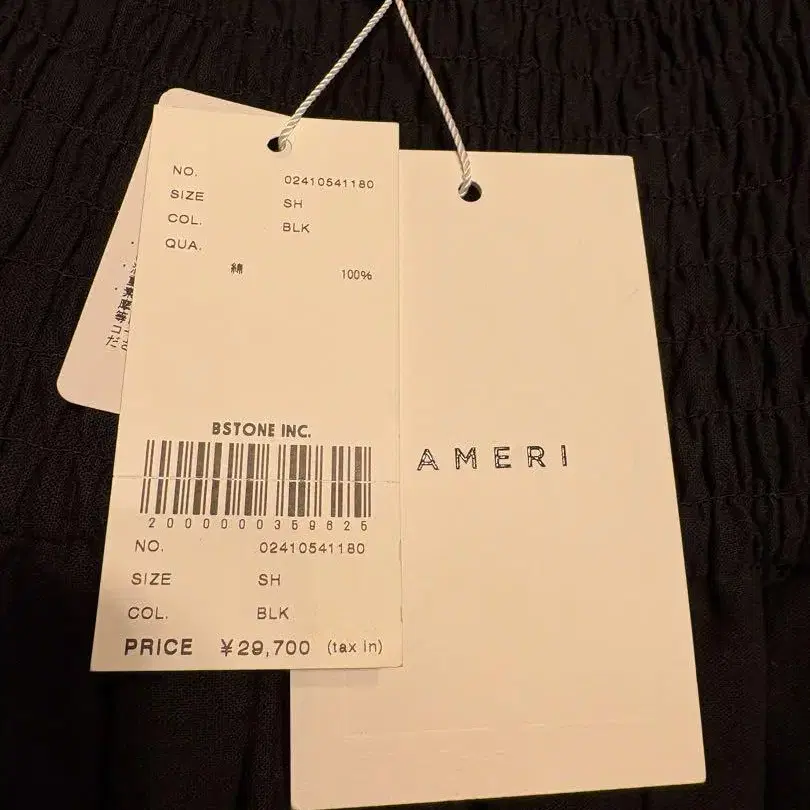 NO. 02410541180
SIZE SH
COL. BLK
QUA.
綿 100%
BSTONE INC.
2000000359625
NO. 02410541180
SIZE SH
COL. BLK
PRICE ¥29,700 (tax in)
AMERI